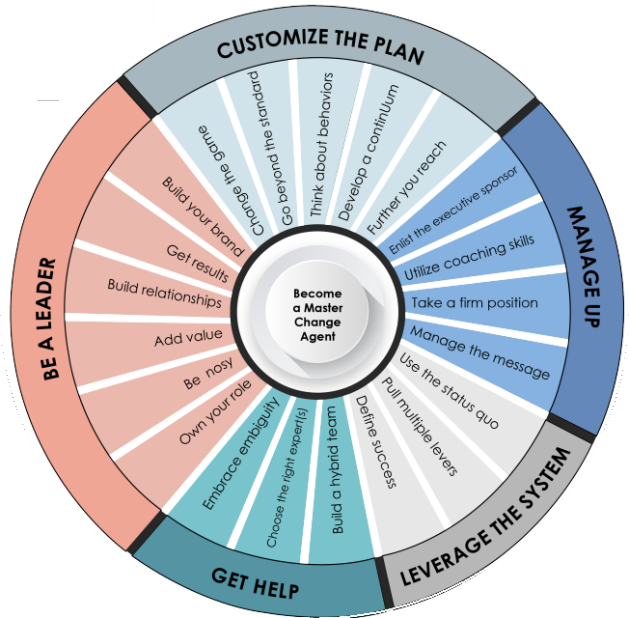 CUSTOMIZE THE PLAN
Change the game
Go beyond the standard
Think about behaviors
Develop a continUum
Further you reach
MANAGE UP
Enlist the executive sponsor
Utilize coaching skills
Take a firm position
Manage the message
LEVERAGE THE SYSTEM
Use the status quo
Pull multiple levers
Define success
GET HELP
Build a hybrid team
Choose the right expert(s)
Embrace embiguity
BE A LEADER
Own your role
Be nosy
Add value
Build relationships
Get results
Build your brand
Become
a Master
Change
Agent